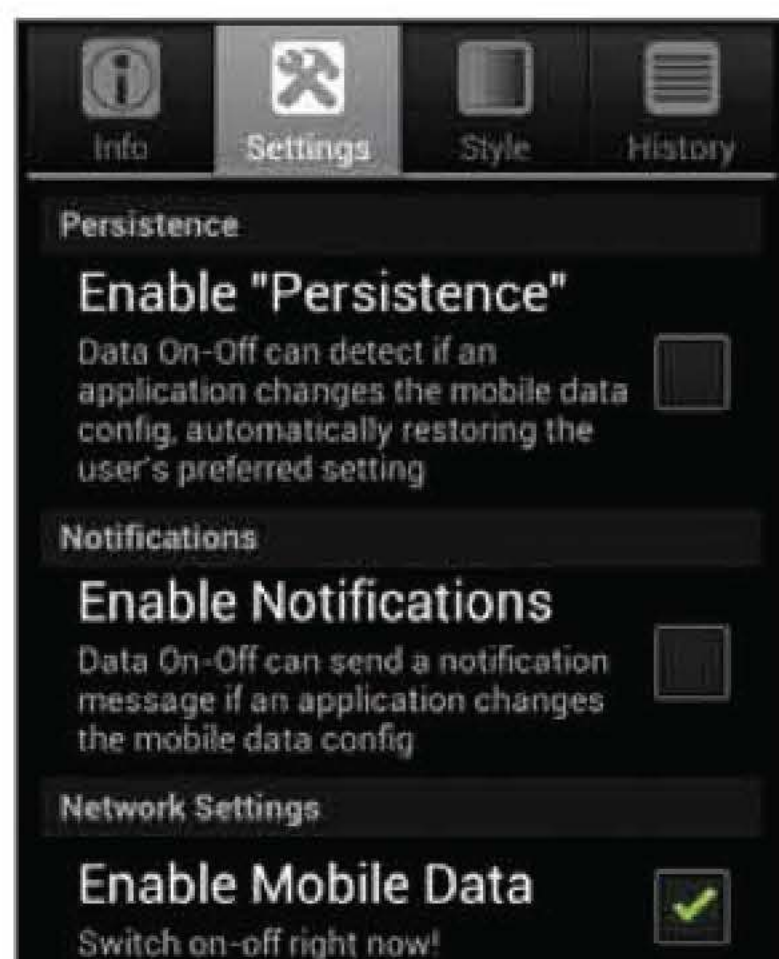 Info Settings Style History
Persistence
Enable "Persistence"
Data On-Off can detect if an
application changes the mobile data
config, automatically restoring the
user's preferred setting
Notifications
Enable Notifications
Data On-Off can send a notification
message if an application changes
the mobile data config
Network Settings
Enable Mobile Data
Switch on-off right now!